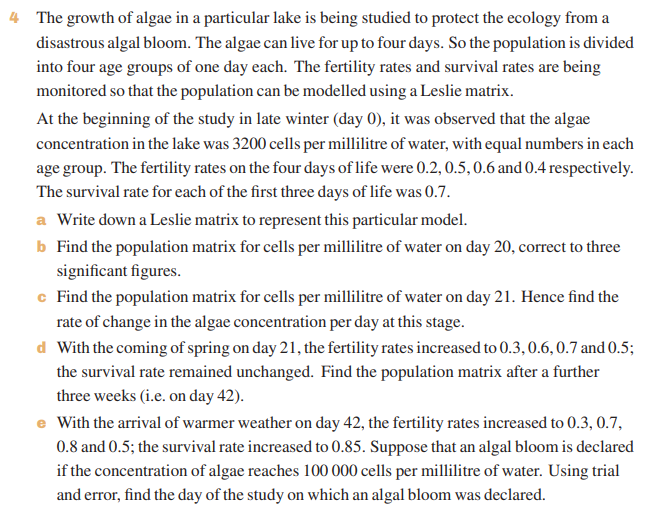 4 The growth of algae in a particular lake is being studied to protect the ecology from a
disastrous algal bloom. The algae can live for up to four days. So the population is divided
into four age groups of one day each. The fertility rates and survival rates are being
monitored so that the population can be modelled using a Leslie matrix.
At the beginning of the study in late winter (day 0), it was observed that the algae
concentration in the lake was 3200 cells per millilitre of water, with equal numbers in each
age group. The fertility rates on the four days of life were 0.2, 0.5, 0.6 and 0.4 respectively.
The survival rate for each of the first three days of life was 0.7.
a Write down a Leslie matrix to represent this particular model.
b Find the population matrix for cells per millilitre of water on day 20, correct to three
significant figures.
c Find the population matrix for cells per millilitre of water on day 21. Hence find the
rate of change in the algae concentration per day at this stage.
d With the coming of spring on day 21, the fertility rates increased to 0.3, 0.6, 0.7 and 0.5;
the survival rate remained unchanged. Find the population matrix after a further
three weeks (i.e. on day 42).
e With the arrival of warmer weather on day 42, the fertility rates increased to 0.3, 0.7,
0.8 and 0.5; the survival rate increased to 0.85. Suppose that an algal bloom is declared
if the concentration of algae reaches 100 000 cells per millilitre of water. Using trial
and error, find the day of the study on which an algal bloom was declared.